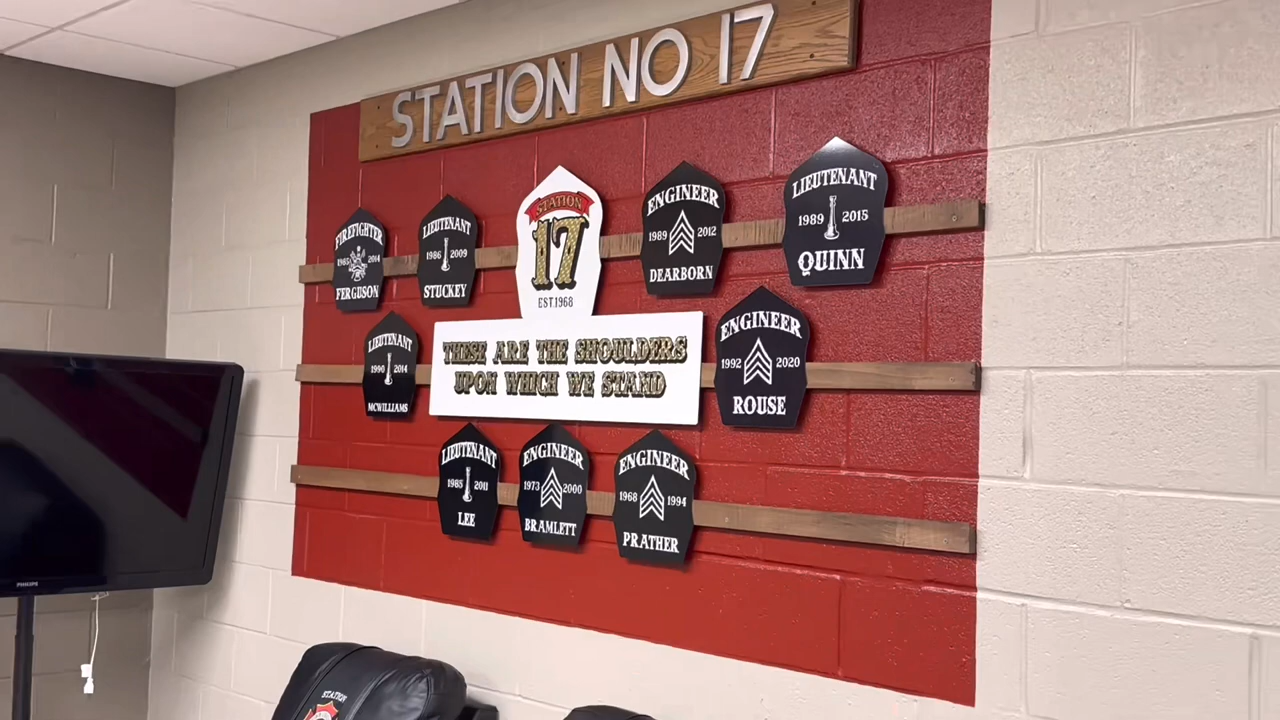 STATION NO 17
FIREFIGHTER
1985 2014
FERGUSON
LIEUTENANT
1986 2009
STUCKEY
STATION
17
EST.1968
ENGINEER
1989 2012
DEARBORN
LIEUTENANT
1989 2015
QUINN
LIEUTENANT
1996 2014
MCWILLIAMS
THESE ARE THE SHOULDERS
UPON WHICH WE STAND
ENGINEER
1992 2020
ROUSE
LIEUTENANT
1985 2011
LEE
ENGINEER
1973 2000
BRAMLETT
ENGINEER
1968 1994
PRATHER
PHILIPS
STATION